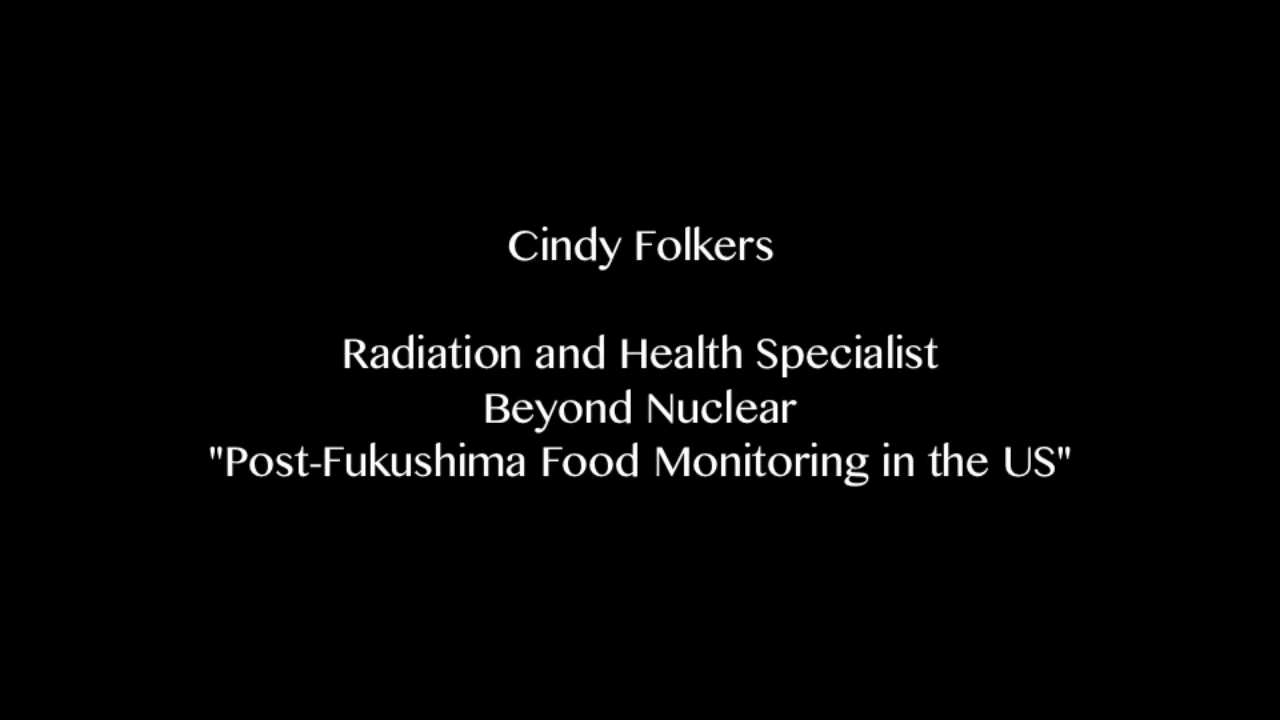 Cindy Folkers
Radiation and Health Specialist
Beyond Nuclear
"Post-Fukushima Food Monitoring in the US"